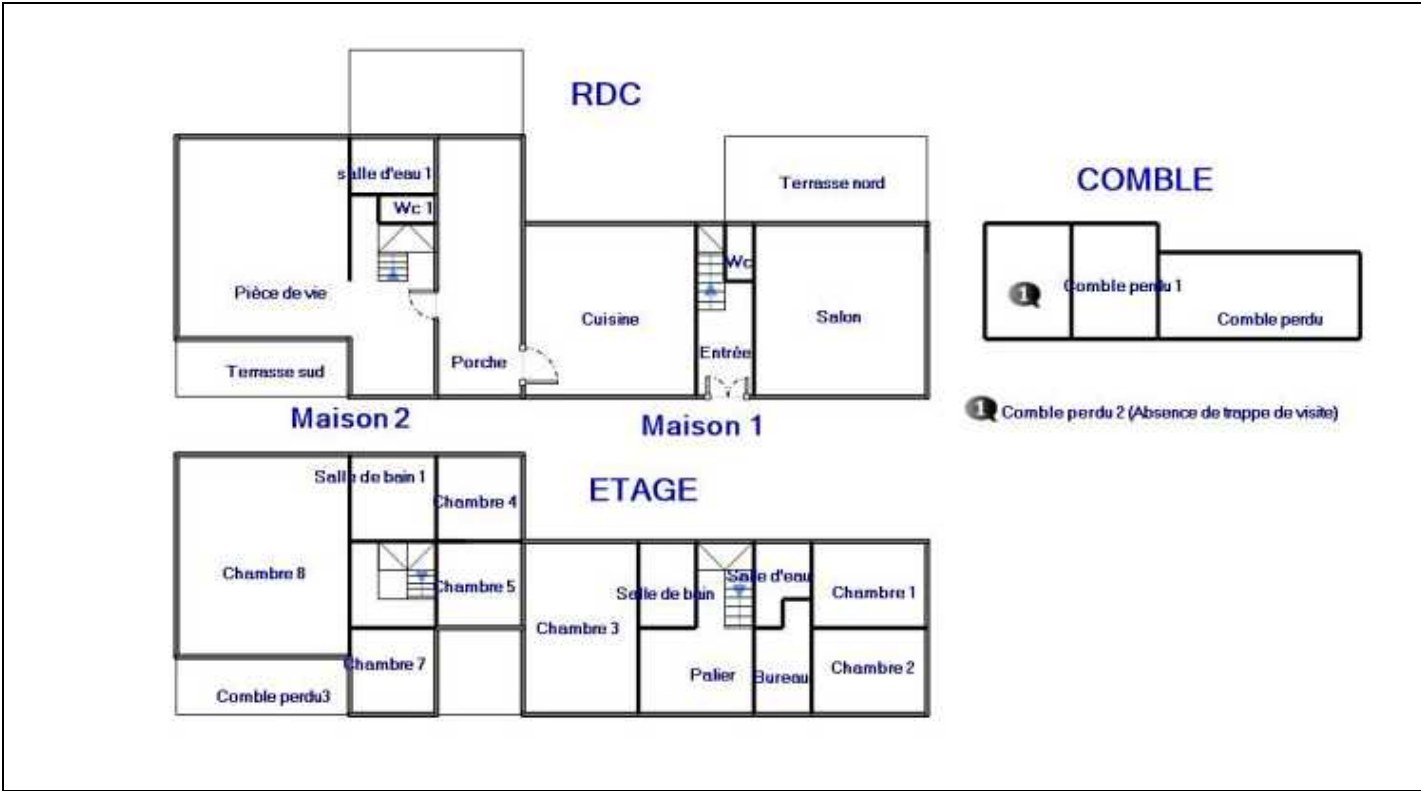 RDC
salle d'eau 1
Wc 1
Pièce de vie
Terrasse sud
Porche
Cuisine
Wc
Entrée
Salon
Terrasse nord
Maison 2
Maison 1
COMBLE
1
Comble perdu 1
Comble perdu
1 Comble perdu 2 (Absence de trappe de visite)
ETAGE
Salle de bain 1
Chambre 4
Chambre 8
Chambre 5
Chambre 7
Comble perdu3
Chambre 3
Salle de bain
Salle d'eau
Chambre 1
Palier
Bureau
Chambre 2